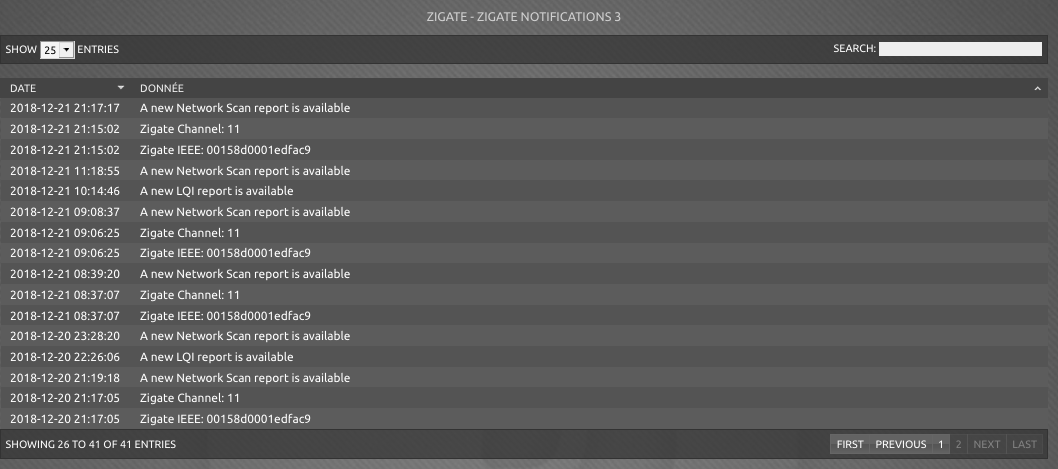 ZIGATE - ZIGATE NOTIFICATIONS 3
SHOW 25 ENTRIES SEARCH:
DATE DONNÉE
2018-12-21 21:17:17 A new Network Scan report is available
2018-12-21 21:15:02 Zigate Channel: 11
2018-12-21 21:15:02 Zigate IEEE: 00158d0001edfac9
2018-12-21 11:18:55 A new Network Scan report is available
2018-12-21 10:14:46 A new LQI report is available
2018-12-21 09:08:37 A new Network Scan report is available
2018-12-21 09:06:25 Zigate Channel: 11
2018-12-21 09:06:25 Zigate IEEE: 00158d0001edfac9
2018-12-21 08:39:20 A new Network Scan report is available
2018-12-21 08:37:07 Zigate Channel: 11
2018-12-21 08:37:07 Zigate IEEE: 00158d0001edfac9
2018-12-20 23:28:20 A new Network Scan report is available
2018-12-20 22:26:06 A new LQI report is available
2018-12-20 21:19:18 A new Network Scan report is available
2018-12-20 21:17:05 Zigate Channel: 11
2018-12-20 21:17:05 Zigate IEEE: 00158d0001edfac9
SHOWING 26 TO 41 OF 41 ENTRIES FIRST PREVIOUS 1 2 NEXT LAST